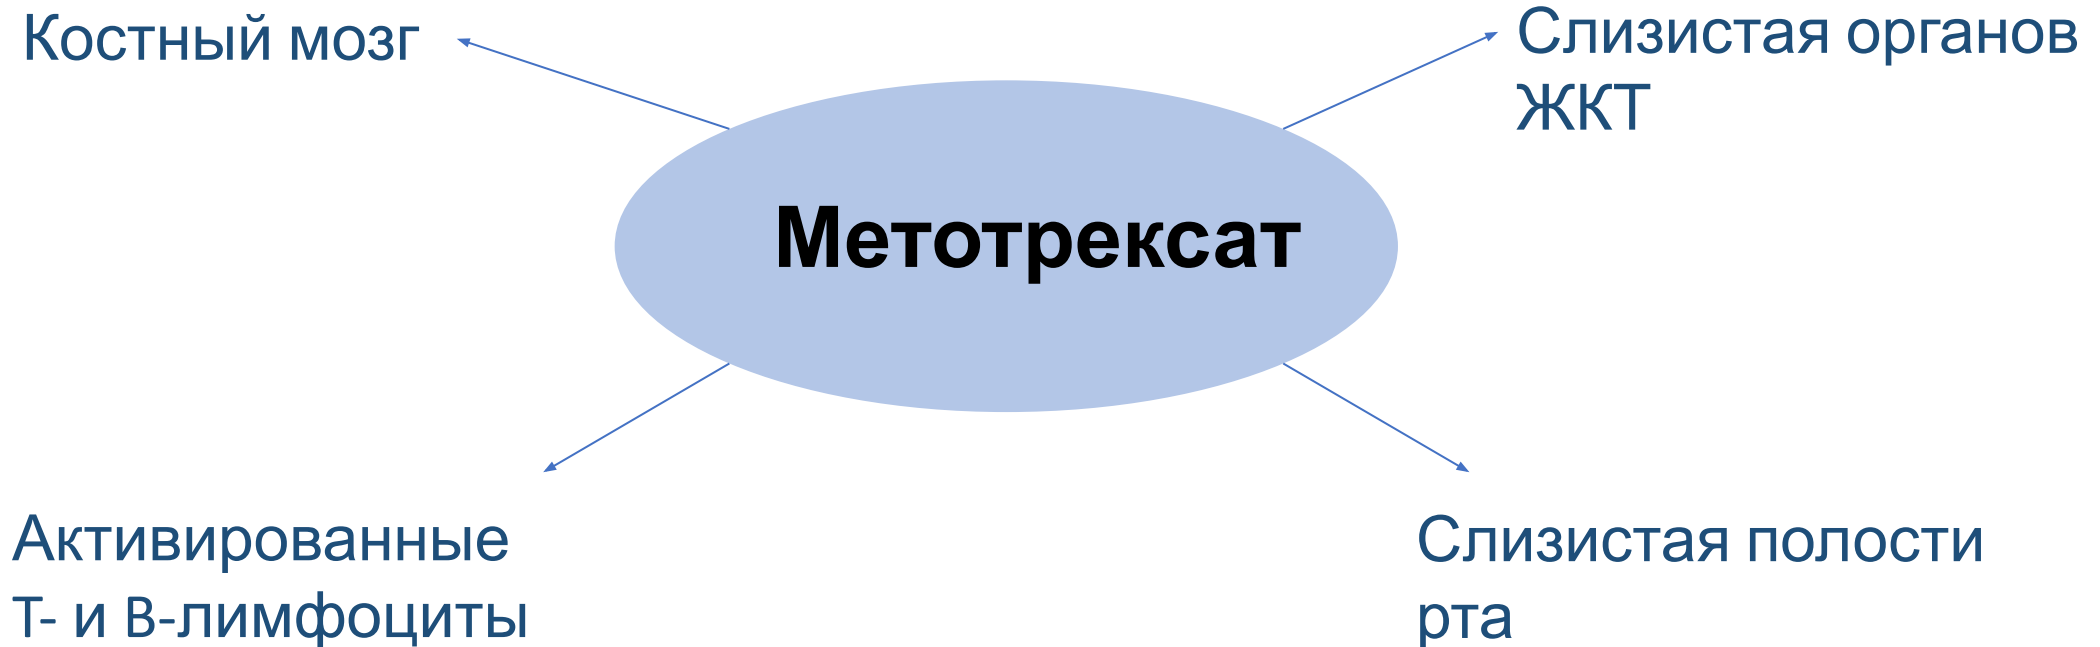 Костный мозг
Слизистая органов
ЖКТ
Метотрексат
Активированные
Т- и В-лимфоциты
Слизистая полости
рта